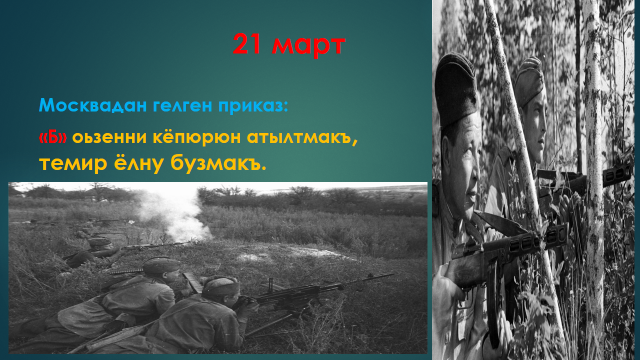 21 март
Москвадан гелген приказ:
«Б» оьзенни кёпюрюн атылтмакъ,
темир ёлну бузмакъ.